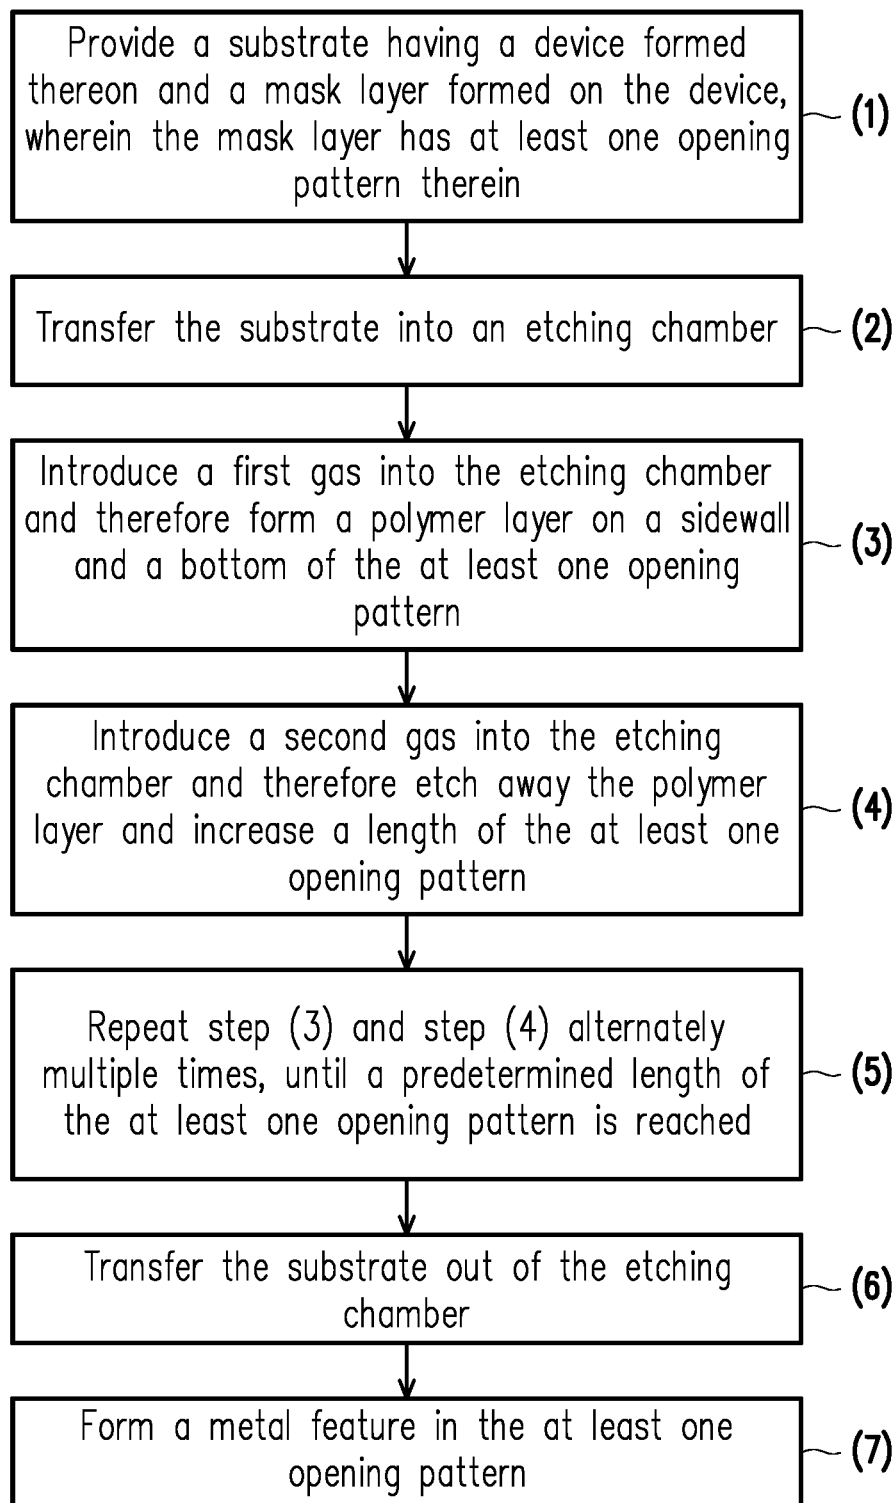 Provide a substrate having a device formed
thereon and a mask layer formed on the device,
wherein the mask layer has at least one opening
pattern therein
(1)
Transfer the substrate into an etching chamber
(2)
Introduce a first gas into the etching chamber
and therefore form a polymer layer on a sidewall
and a bottom of the at least one opening
pattern
(3)
Introduce a second gas into the etching
chamber and therefore etch away the polymer
layer and increase a length of the at least one
opening pattern
(4)
Repeat step (3) and step (4) alternately
multiple times, until a predetermined length of
the at least one opening pattern is reached
(5)
Transfer the substrate out of the etching
chamber
(6)
Form a metal feature in the at least one
opening pattern
(7)